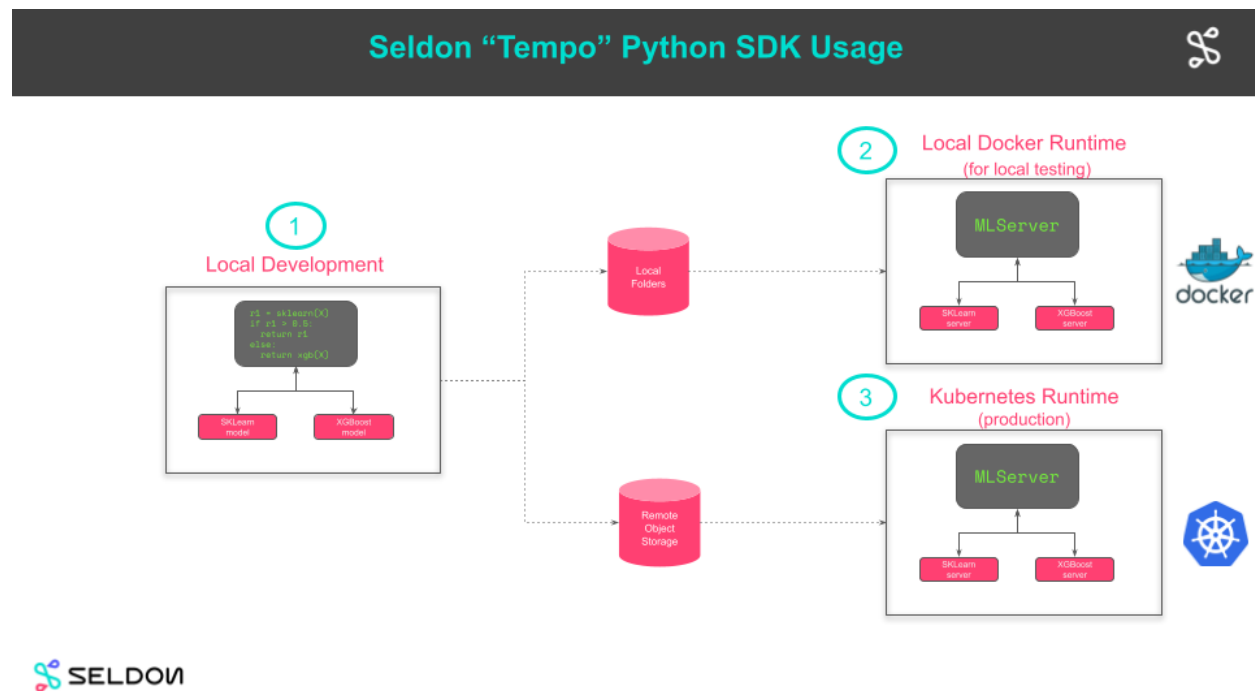 Seldon “Tempo” Python SDK Usage
1
Local Development
r1 = sklearn(X)
if r1 > 0.5:
return r1
else:
return xgb(X)
SKLearn
model
XGBoost
model
Local
Folders
Remote
Object
Storage
2
Local Docker Runtime
(for local testing)
MLServer
SKLearn
server
XGBoost
server
docker
3
Kubernetes Runtime
(production)
MLServer
SKLearn
server
XGBoost
server
SELDON